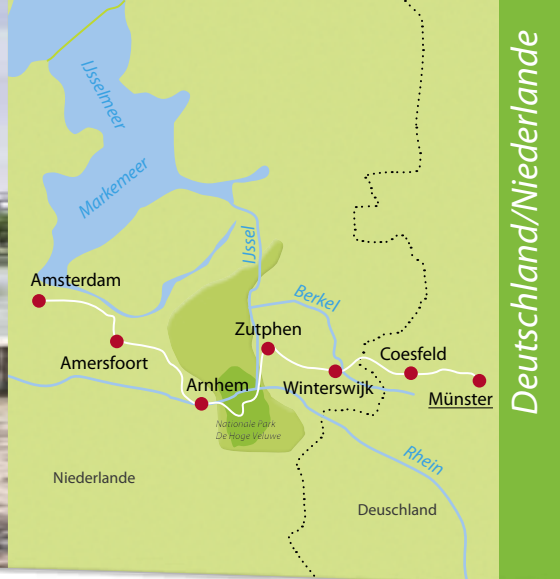 Deutschland/Niederlande
IJsselmeer
Markemeer
IJssel
Amsterdam
Berkel
Zutphen
Amersfoort
Coesfeld
Arnhem
Winterswijk
Münster
Nationale Park
De Hoge Veluwe
Rhein
Niederlande
Deuschland